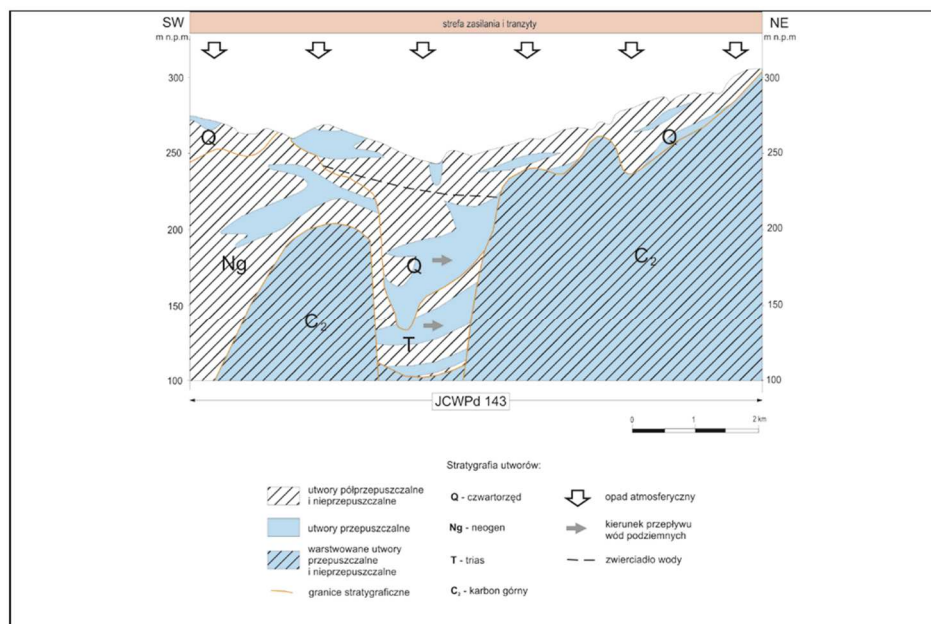 SW
strefa zasilania i tranzyty
NE
m n.p.m.
m n.p.m
300
300
Q
Q
250
250
200
200
Ng
Q
C₂
150
150
C₂
T
100
100
JCWPd 143
0 1 2 km
Stratygrafia utworów:
utwory półprzepuszczalne
i nieprzepuszczalne
Q - czwartorzęd
opad atmosferyczny
utwory przepuszczalne
Ng - neogen
kierunek przepływu
wód podziemnych
warstwowane utwory
przepuszczalne
i nieprzepuszczalne
T - trias
zwierciadło wody
granice stratygraficzne
C₂ - karbon górny